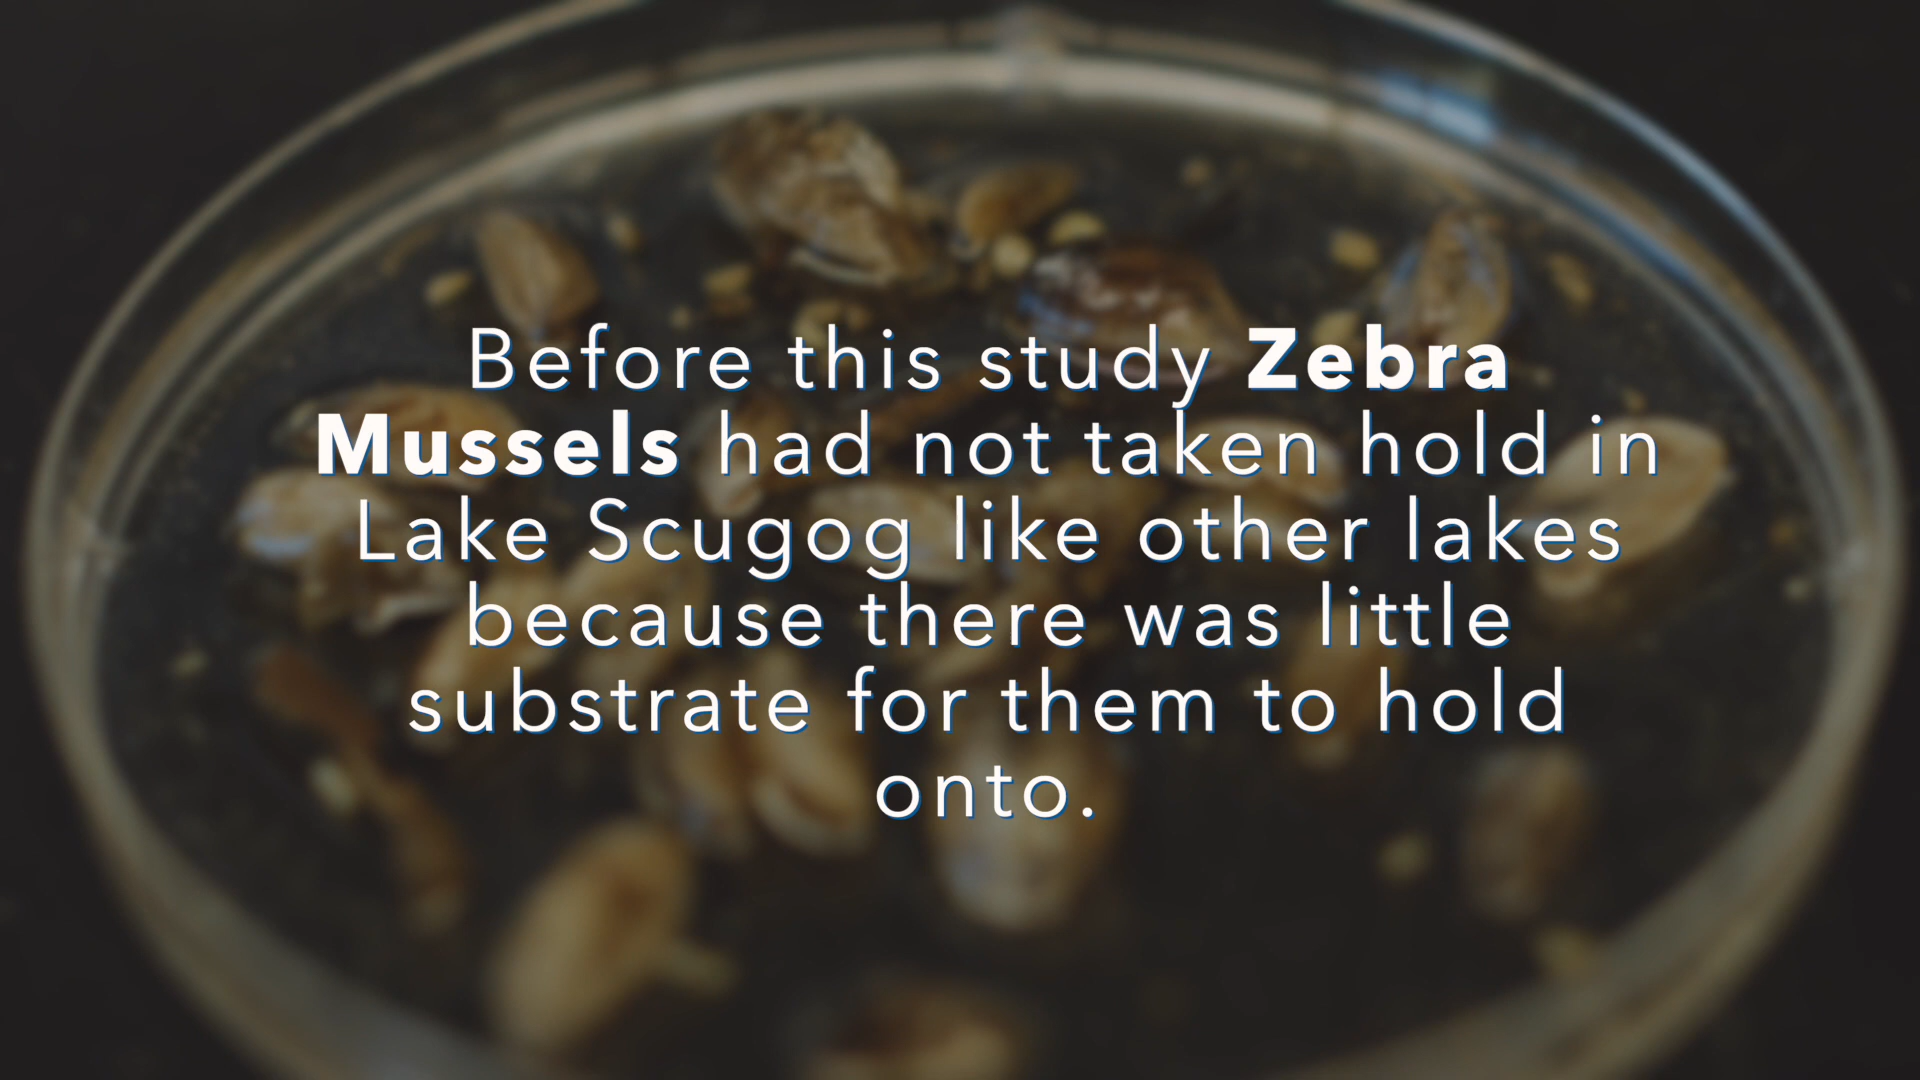 Before this study Zebra
Mussels had not taken hold in
Lake Scugog like other lakes
because there was little
substrate for them to hold
onto.